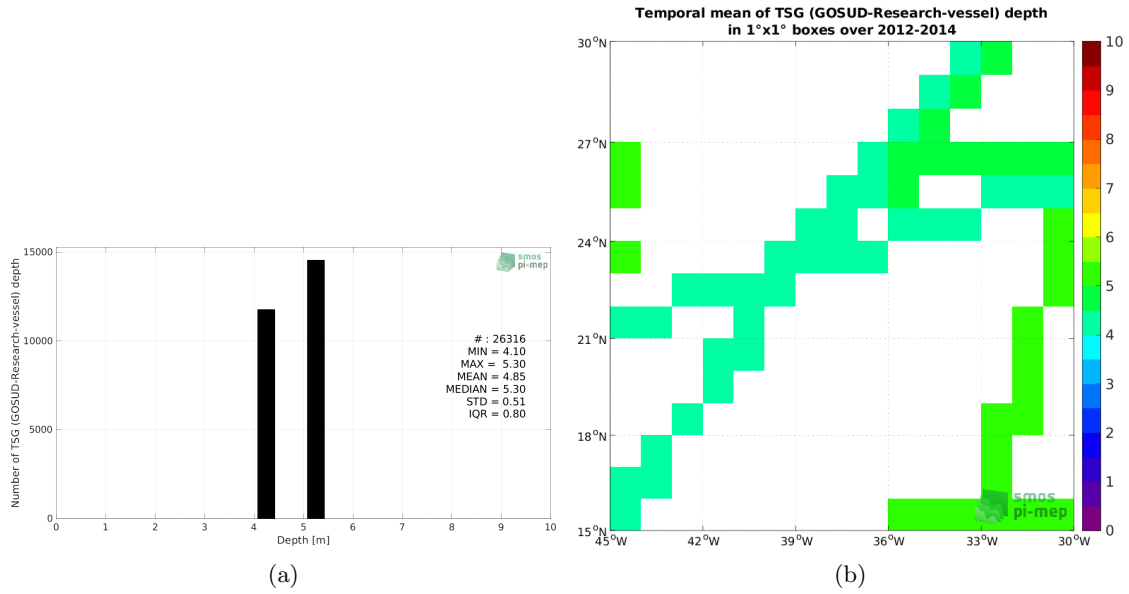 Temporal mean of TSG (GOSUD-Research-vessel) depth
in 1°x1° boxes over 2012-2014
Number of TSG (GOSUD-Research-vessel) depth
15000
10000
5000
0
0 1 2 3 4 5 6 7 8 9 10
Depth [m]
smos
pi-mep
# : 26316
MIN = 4.10
MAX = 5.30
MEAN = 4.85
MEDIAN = 5.30
STD = 0.51
IQR = 0.80
(a)
30°N
27°N
24°N
21°N
18°N
15°N
45°W 42°W 39°W 36°W 33°W 30°W
smos
pi-mep
10
9
8
7
6
5
4
3
2
1
0
(b)